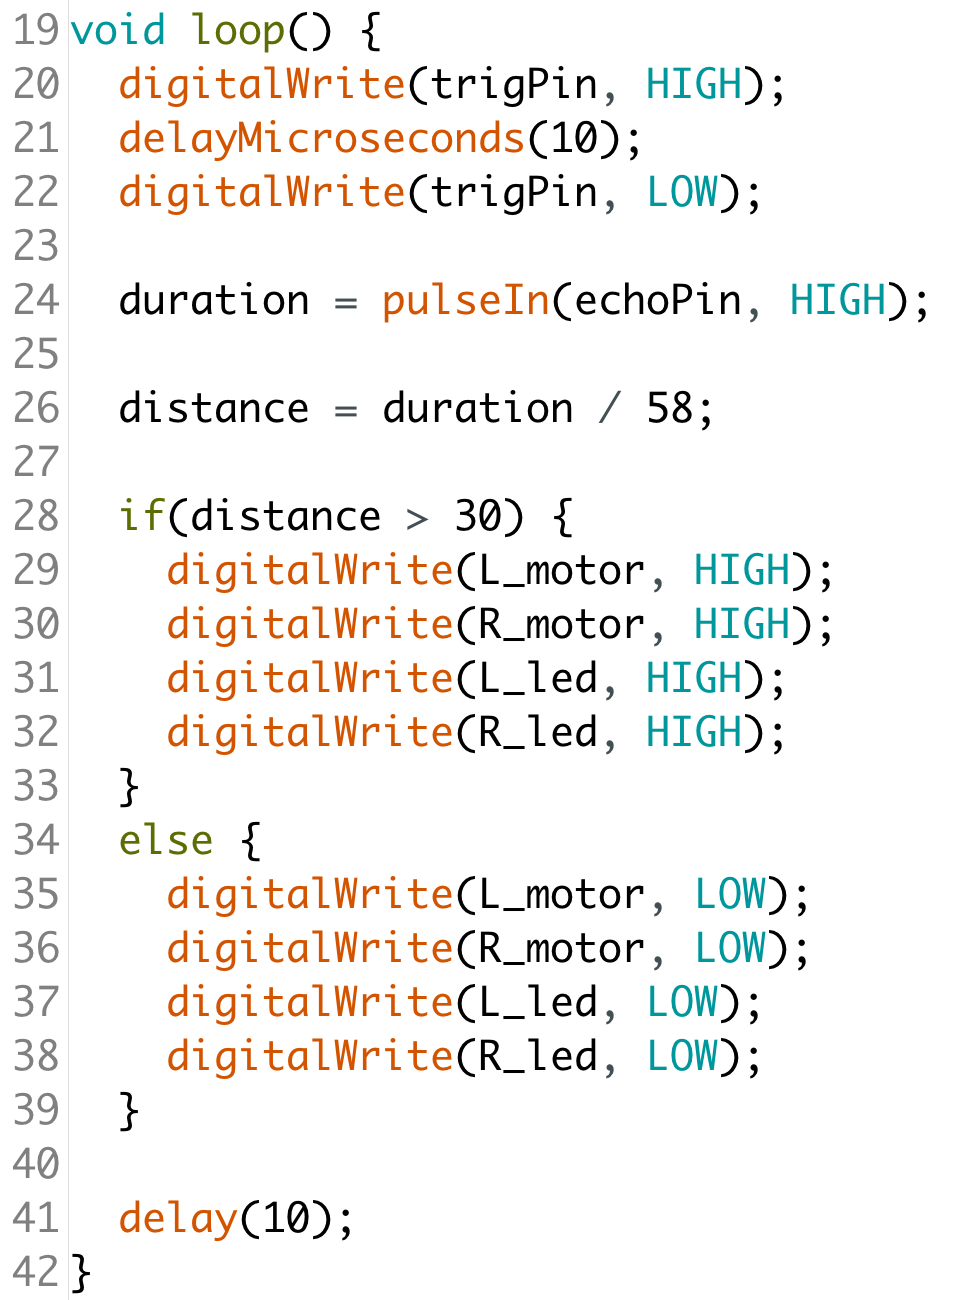 19 void loop() {
20   digitalWrite(trigPin, HIGH);
21   delayMicroseconds(10);
22   digitalWrite(trigPin, LOW);
23
24   duration = pulseIn(echoPin, HIGH);
25
26   distance = duration / 58;
27
28   if(distance > 30) {
29     digitalWrite(L_motor, HIGH);
30     digitalWrite(R_motor, HIGH);
31     digitalWrite(L_led, HIGH);
32     digitalWrite(R_led, HIGH);
33   }
34   else {
35     digitalWrite(L_motor, LOW);
36     digitalWrite(R_motor, LOW);
37     digitalWrite(L_led, LOW);
38     digitalWrite(R_led, LOW);
39   }
40
41   delay(10);
42 }